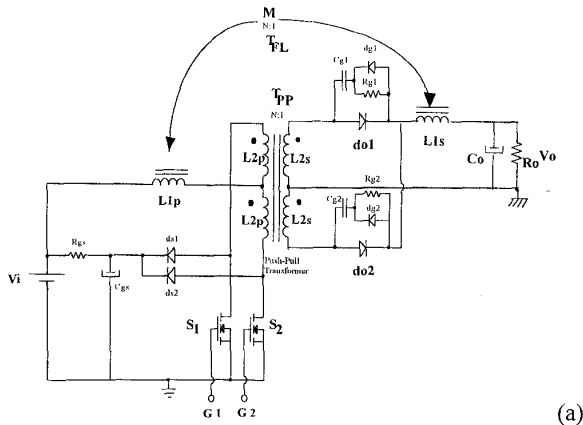 M
N:1
TFL
Cg1
dg1
Rg1
TPP
N:1
do1
L1s
L2p
L2s
Co
Ro
Vo
L1p
Rg2
L2p
L2s
Cg2
dg2
Rgs
ds1
do2
Push-Pull
Transformer
Vi
Cgs
ds2
S1
S2
G1
G2
(a)